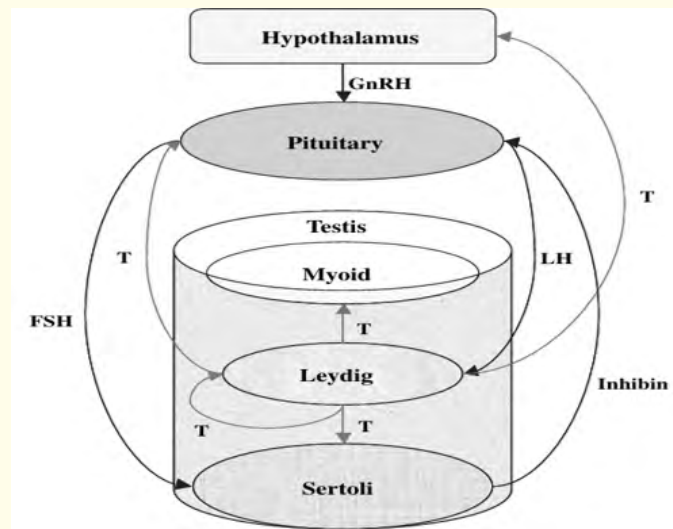 Hypothalamus
GnRH
Pituitary
T
Testis
T
LH
Myoid
FSH
T
Leydig
Inhibin
T
T
Sertoli